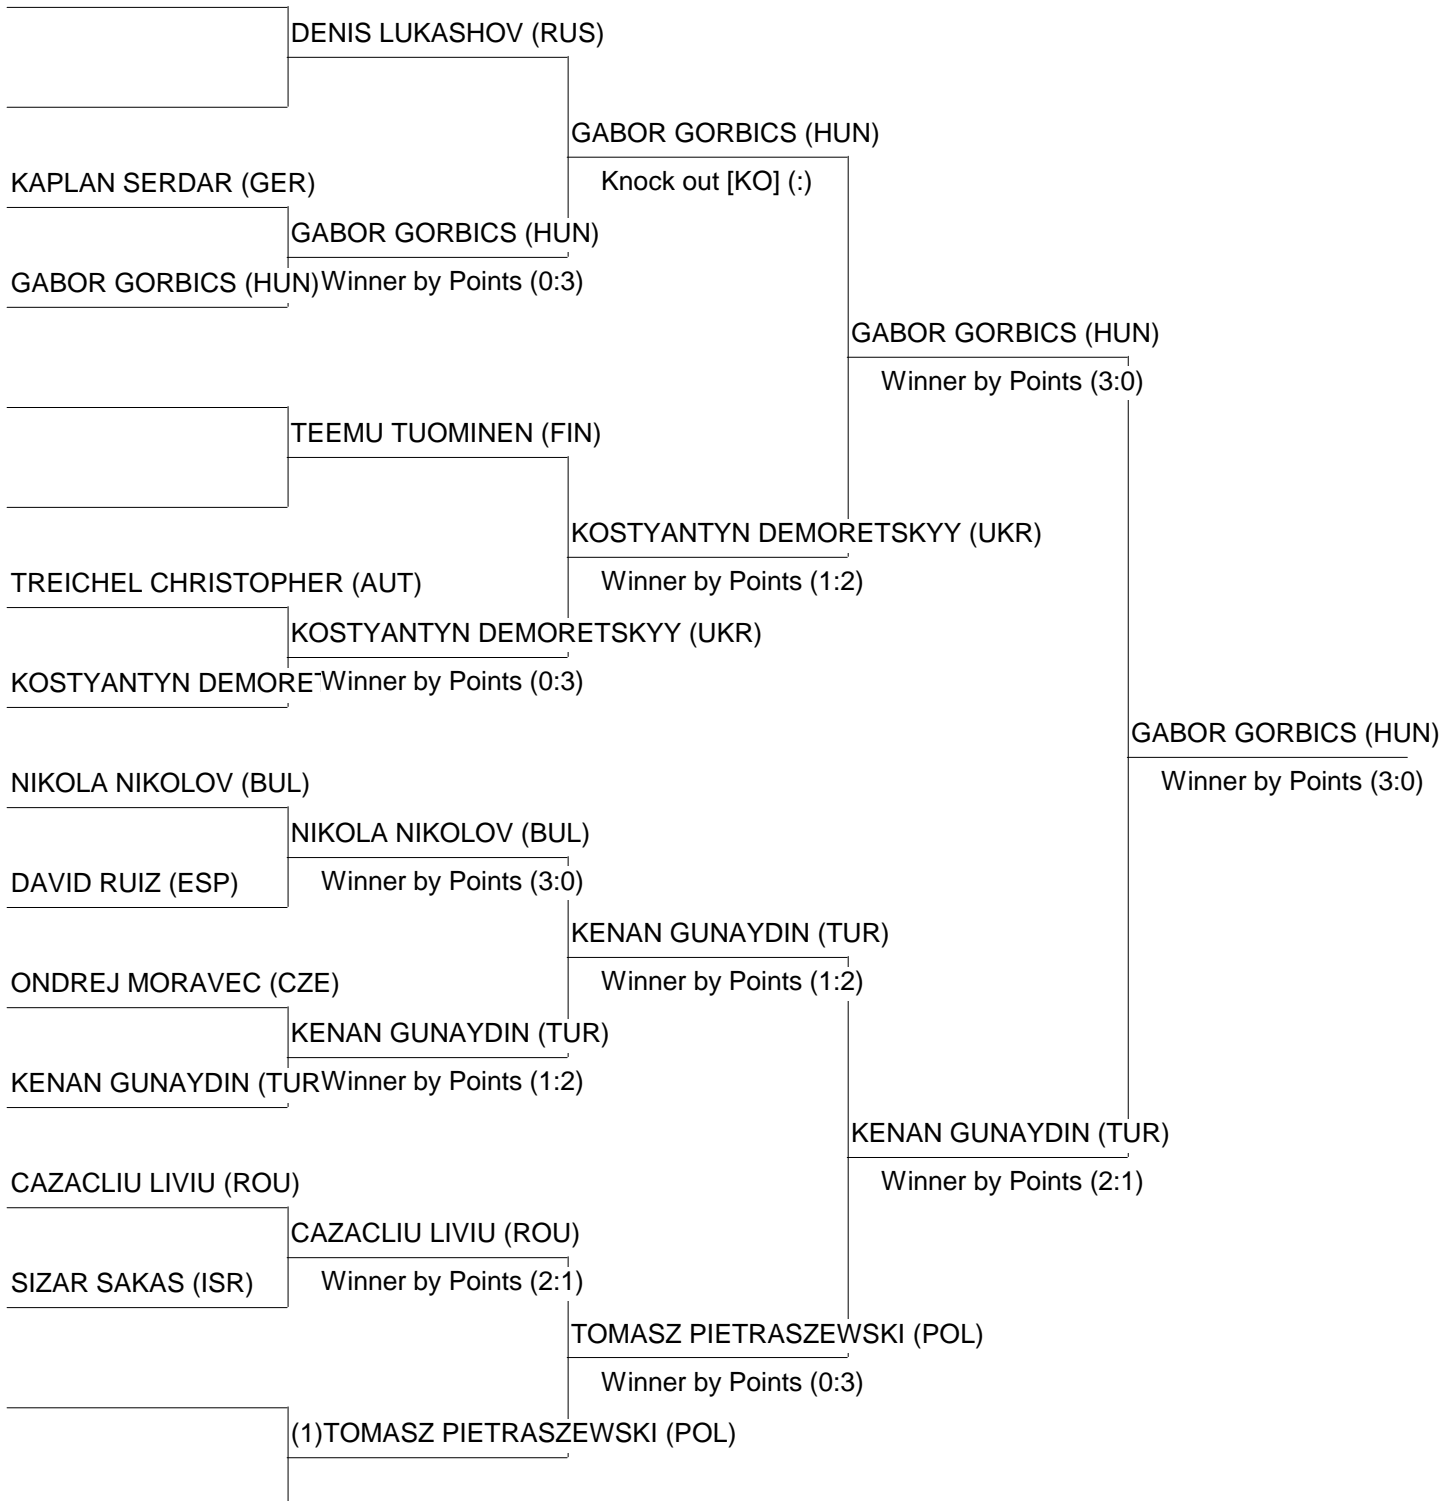 DENIS LUKASHOV (RUS)
GABOR GORBICS (HUN)
KAPLAN SERDAR (GER)
Knock out [KO] (:)
GABOR GORBICS (HUN)
GABOR GORBICS (HUN)
Winner by Points (0:3)
GABOR GORBICS (HUN)
Winner by Points (3:0)
TEEMU TUOMINEN (FIN)
KOSTYANTYN DEMORETSKYY (UKR)
TREICHEL CHRISTOPHER (AUT)
Winner by Points (1:2)
KOSTYANTYN DEMORETSKYY (UKR)
KOSTYANTYN DEMORE
Winner by Points (0:3)
GABOR GORBICS (HUN)
NIKOLA NIKOLOV (BUL)
Winner by Points (3:0)
NIKOLA NIKOLOV (BUL)
DAVID RUIZ (ESP)
Winner by Points (3:0)
KENAN GUNAYDIN (TUR)
ONDREJ MORAVEC (CZE)
Winner by Points (1:2)
KENAN GUNAYDIN (TUR)
KENAN GUNAYDIN (TUR
Winner by Points (1:2)
KENAN GUNAYDIN (TUR)
CAZACLIU LIVIU (ROU)
Winner by Points (2:1)
CAZACLIU LIVIU (ROU)
SIZAR SAKAS (ISR)
Winner by Points (2:1)
TOMASZ PIETRASZEWSKI (POL)
Winner by Points (0:3)
(1)TOMASZ PIETRASZEWSKI (POL)